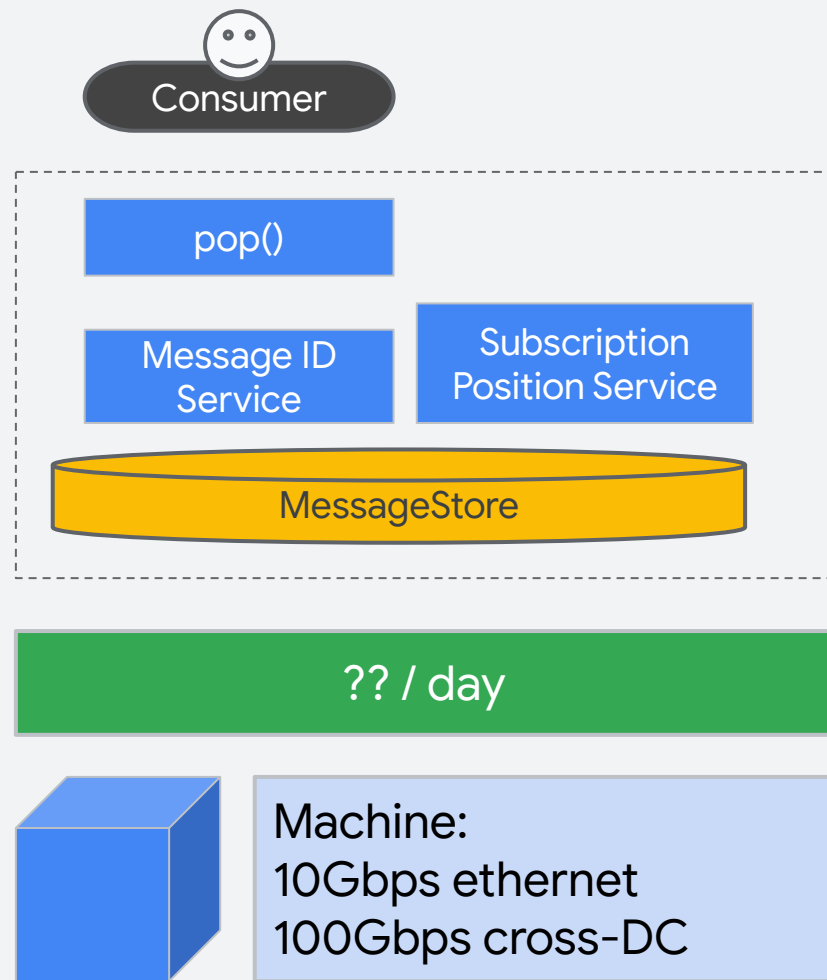 Consumer
pop()
Message ID
Service
Subscription
Position Service
MessageStore
?? / day
Machine:
10Gbps ethernet
100Gbps cross-DC